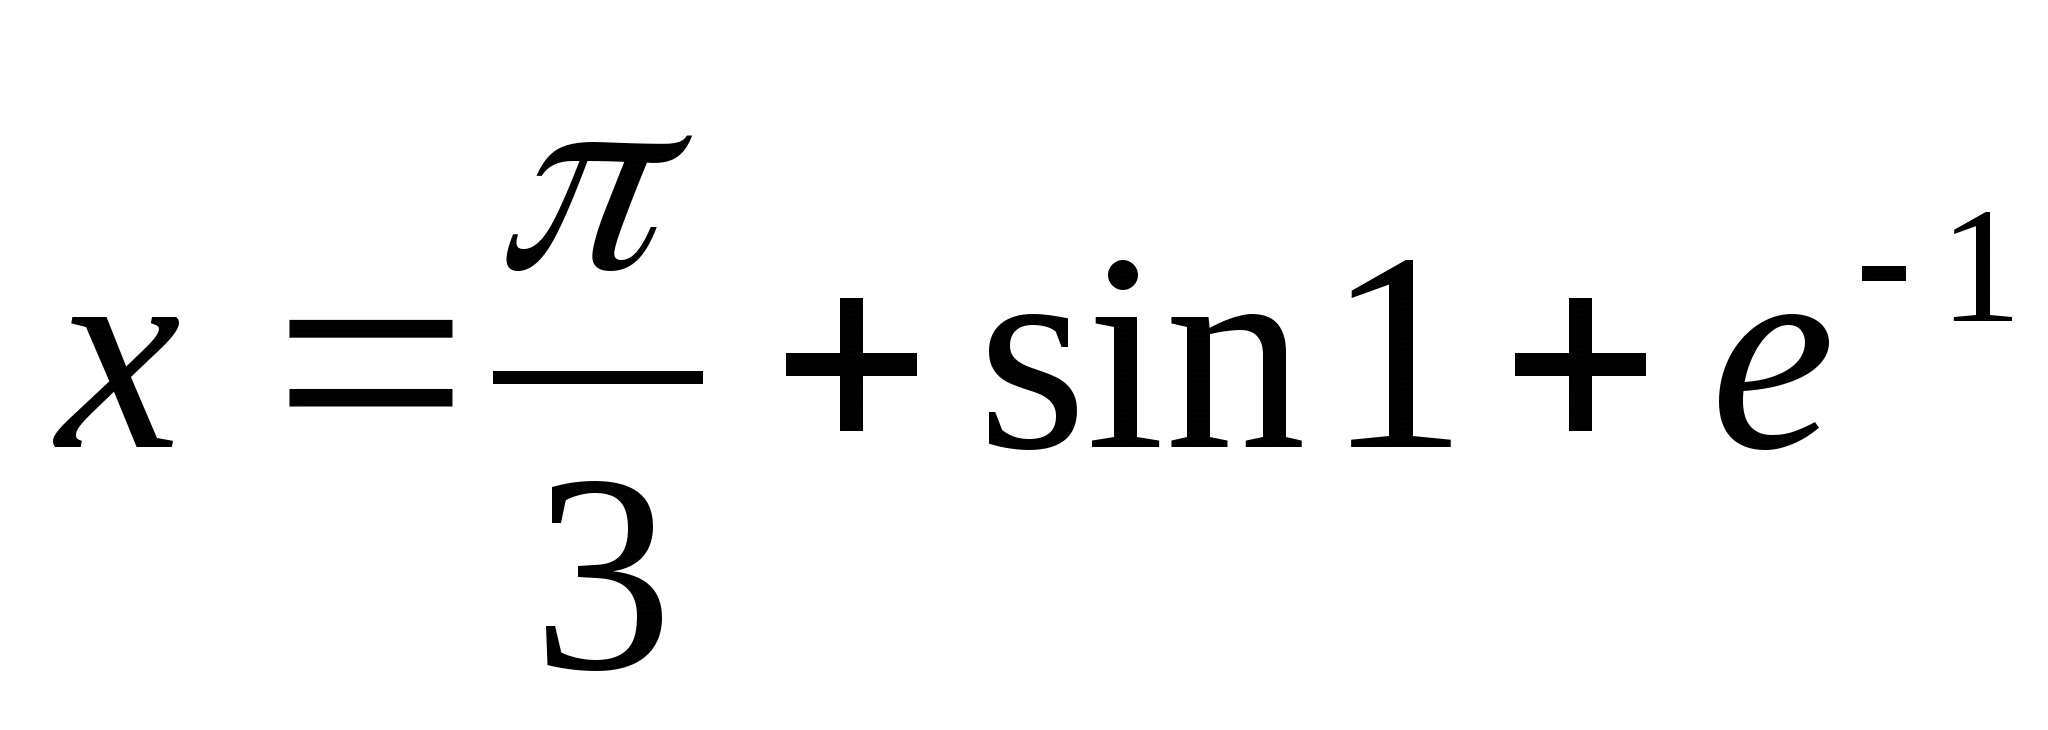 x = π/3 + sin1 + e⁻¹